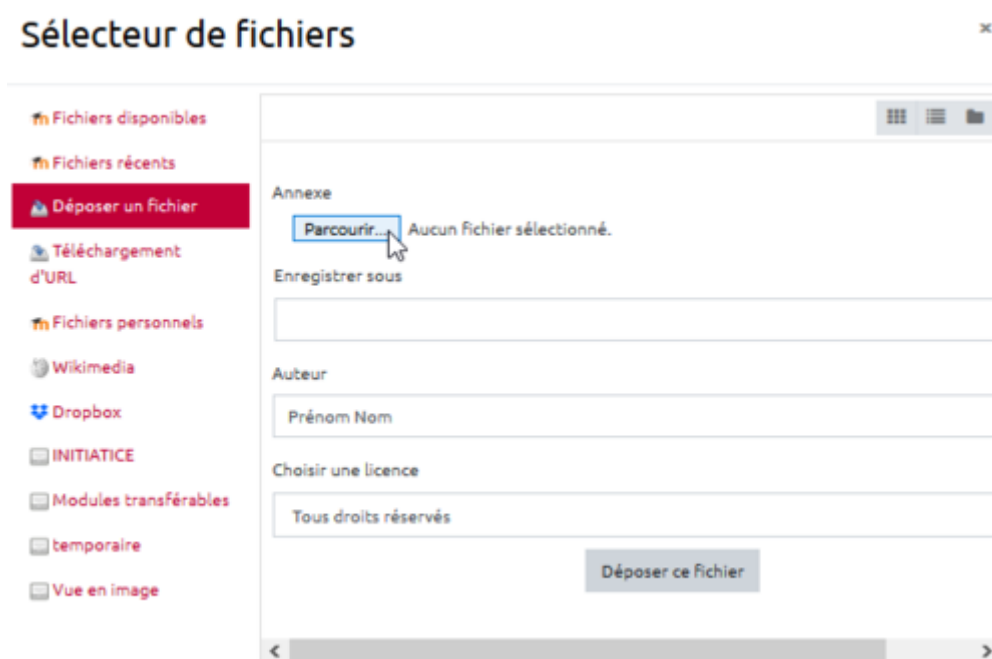 Sélecteur de fichiers
×
Fichiers disponibles
Fichiers récents
Déposer un fichier
Téléchargement
d'URL
Fichiers personnels
Wikimedia
Dropbox
INITIATICE
Modules transférables
temporaire
Vue en image
Annexe
Parcourir... Aucun fichier sélectionné.
Enregistrer sous
Auteur
Prénom Nom
Choisir une licence
Tous droits réservés
Déposer ce fichier